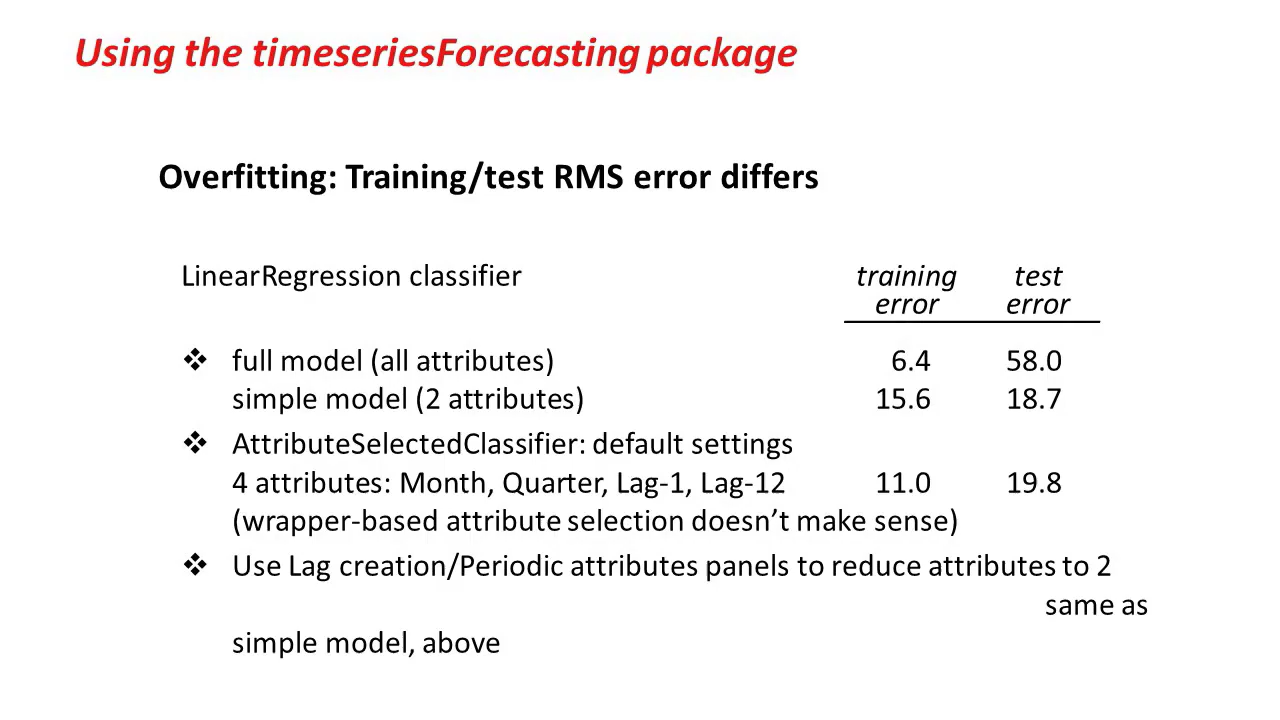 Using the timeseriesForecasting package
Overfitting: Training/test RMS error differs
LinearRegression classifier training error test error
❖ full model (all attributes) 6.4 58.0
simple model (2 attributes) 15.6 18.7
❖ AttributeSelectedClassifier: default settings
4 attributes: Month, Quarter, Lag-1, Lag-12 11.0 19.8
(wrapper-based attribute selection doesn’t make sense)
❖ Use Lag creation/Periodic attributes panels to reduce attributes to 2
same as
simple model, above